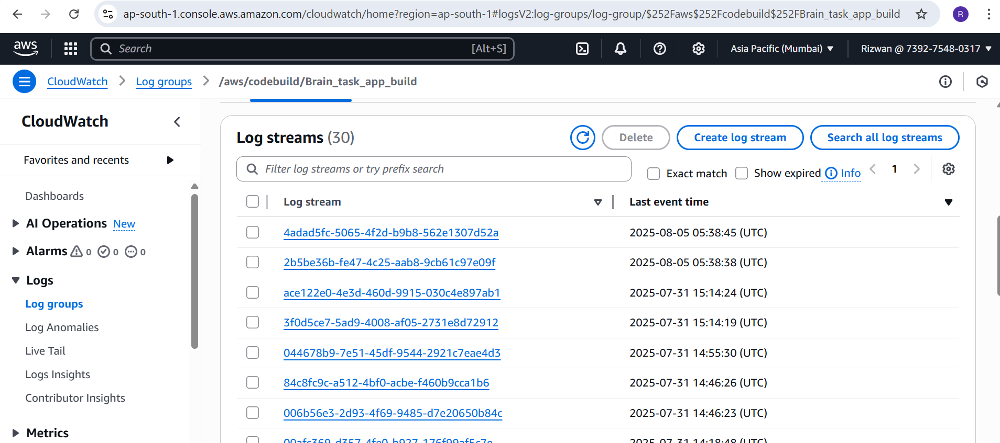 ap-south-1.console.aws.amazon.com/cloudwatch/home?region=ap-south-1#logsV2:log-groups/log-group/$252Faws$252Fcodebuild$252FBrain_task_app_build
R
aws
Search
[Alt+S]
Asia Pacific (Mumbai)
Rizwan @ 7392-7548-0317
CloudWatch
Log groups
/aws/codebuild/Brain_task_app_build
CloudWatch
Favorites and recents
Dashboards
AI Operations New
Alarms 0 0 0
Logs
Log groups
Log Anomalies
Live Tail
Logs Insights
Contributor Insights
Metrics
Log streams (30)
Delete
Create log stream
Search all log streams
Filter log streams or try prefix search
Exact match
Show expired
Info
1
Log stream
Last event time
4adad5fc-5065-4f2d-b9b8-562e1307d52a 2025-08-05 05:38:45 (UTC)
2b5be36b-fe47-4c25-aab8-9cb61c97e09f 2025-08-05 05:38:38 (UTC)
ace122e0-4e3d-460d-9915-030c4e897ab1 2025-07-31 15:14:24 (UTC)
3f0d5ce7-5ad9-4008-af05-2731e8d72912 2025-07-31 15:14:19 (UTC)
044678b9-7e51-45df-9544-2921c7eae4d3 2025-07-31 14:55:30 (UTC)
84c8fc9c-a512-4bf0-acbe-f460b9cca1b6 2025-07-31 14:46:26 (UTC)
006b56e3-2d93-4f69-9485-d7e20650b84c 2025-07-31 14:46:23 (UTC)